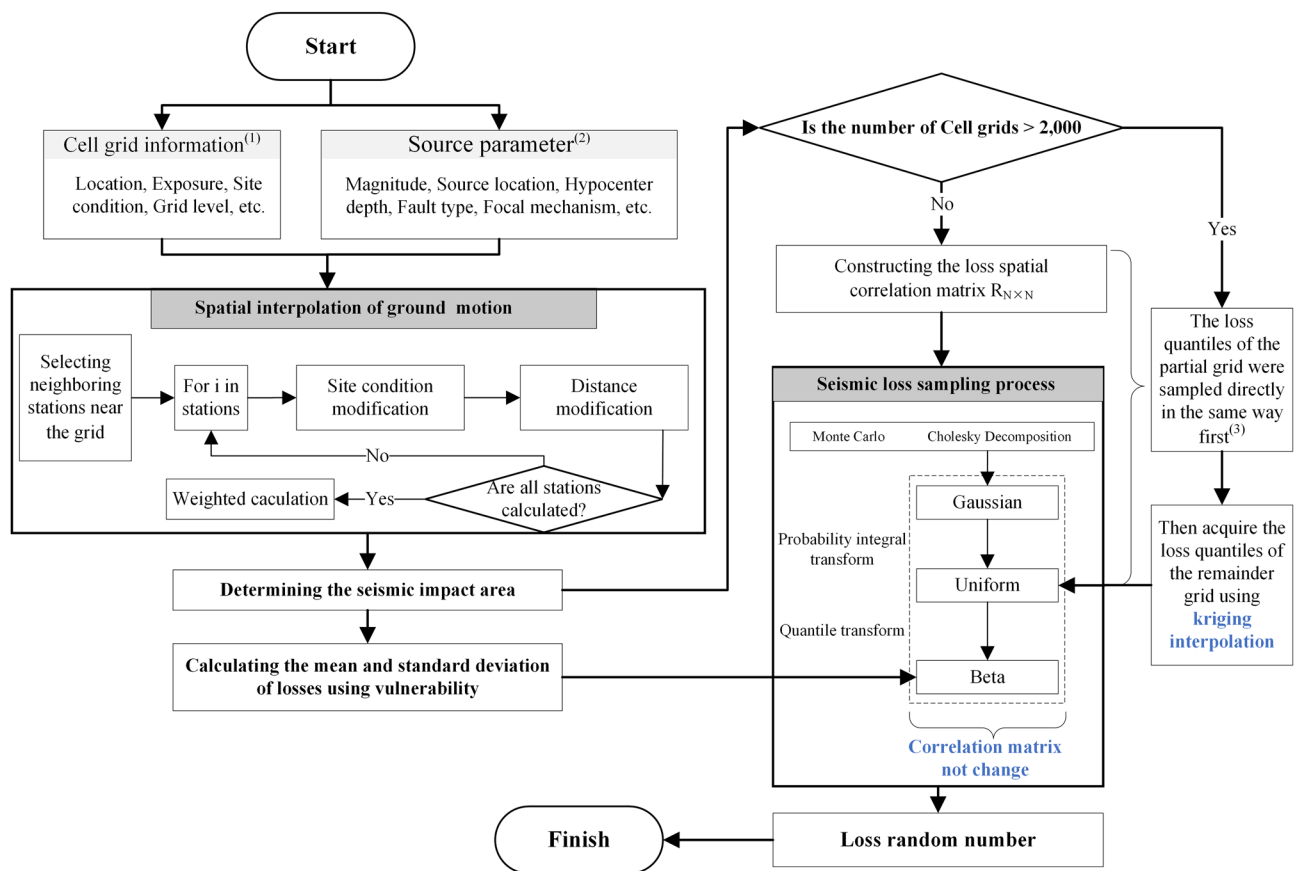 Start
Cell grid information(1)
Location, Exposure, Site
condition, Grid level, etc.
Source parameter(2)
Magnitude, Source location, Hypocenter
depth, Fault type, Focal mechanism, etc.
Spatial interpolation of ground motion
Selecting
neighboring
stations near
the grid
For i in
stations
Site condition
modification
Distance
modification
No
Are all stations
calculated?
Yes
Weighted caculation
Determining the seismic impact area
Calculating the mean and standard deviation
of losses using vulnerability
Is the number of Cell grids > 2,000
No
Yes
Constructing the loss spatial
correlation matrix RN×N
The loss
quantiles of the
partial grid were
sampled directly
in the same way
first(3)
Then acquire the
loss quantiles of
the remainder
grid using
kriging
interpolation
Seismic loss sampling process
Monte Carlo
Cholesky Decomposition
Gaussian
Probability integral
transform
Uniform
Quantile transform
Beta
Correlation matrix
not change
Loss random number
Finish